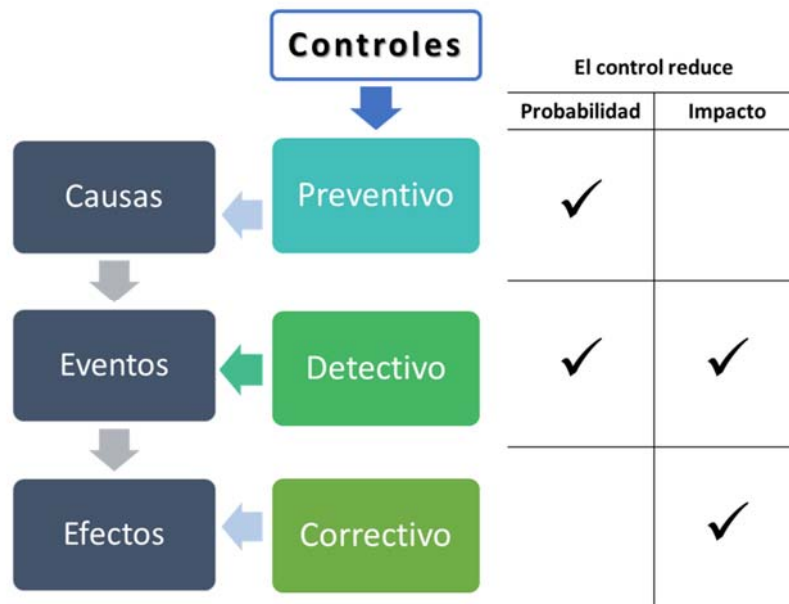 Controles
El control reduce
Probabilidad Impacto
Causas Preventivo ✓
Eventos Detectivo ✓ ✓
Efectos Correctivo ✓